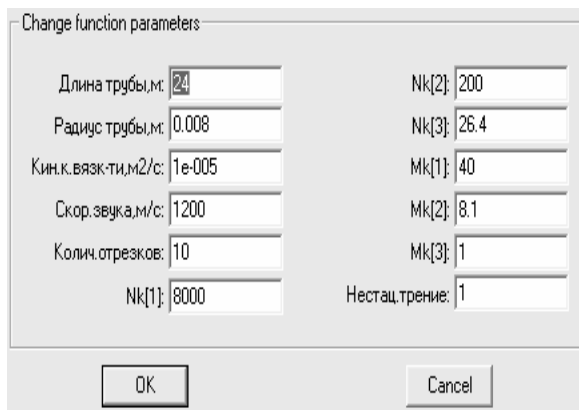 Change function parameters
Длина трубы,м: 24
Радиус трубы,м: 0.008
Кин.к.вязк-ти,м2/с: 1e-005
Скор.звука,м/с: 1200
Колич.отрезков: 10
Nk[1]: 8000
Nk[2]: 200
Nk[3]: 26.4
Mk[1]: 40
Mk[2]: 8.1
Mk[3]: 1
Нестац.трение: 1
OK
Cancel